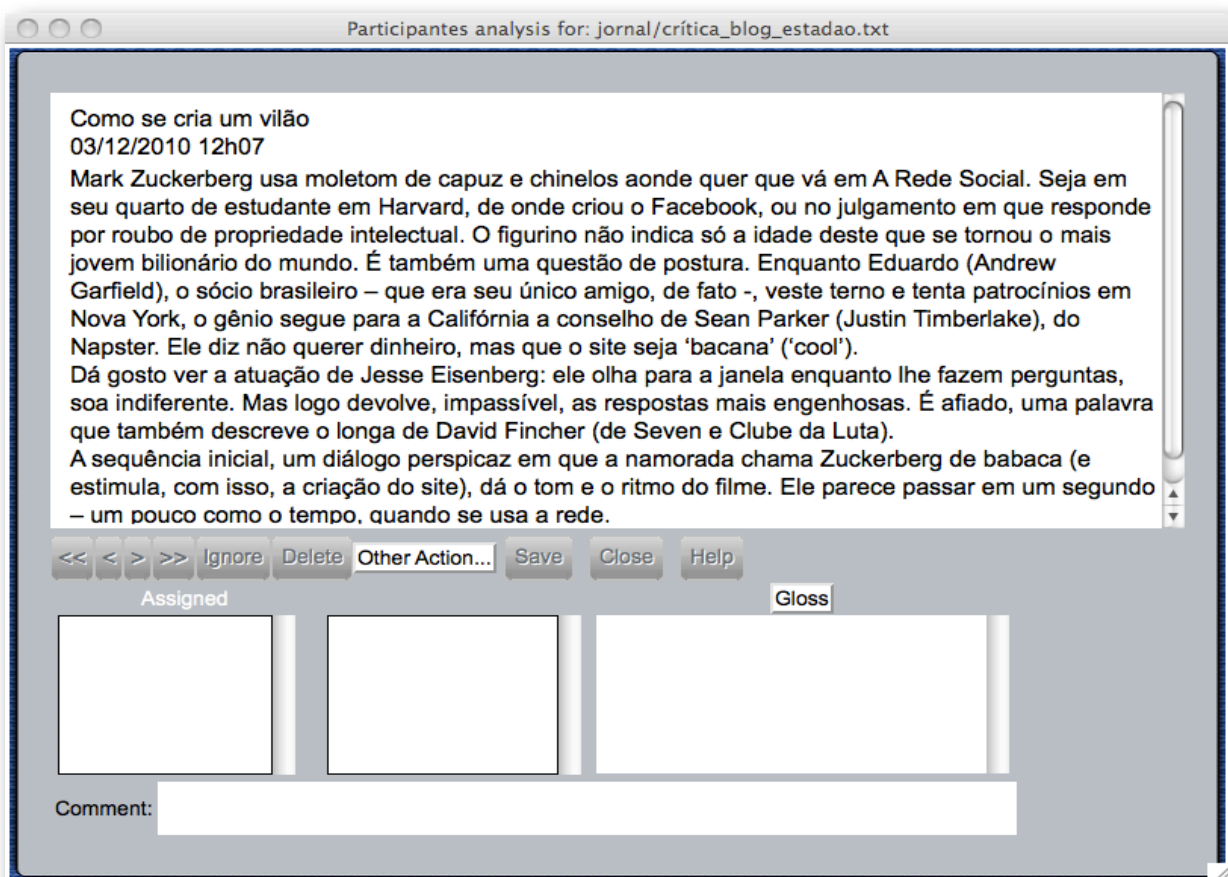 Participantes analysis for: jornal/crítica_blog_estadao.txt
Como se cria um vilão
03/12/2010 12h07
Mark Zuckerberg usa moletom de capuz e chinelos aonde quer que vá em A Rede Social. Seja em
seu quarto de estudante em Harvard, de onde criou o Facebook, ou no julgamento em que responde
por roubo de propriedade intelectual. O figurino não indica só a idade deste que se tornou o mais
jovem bilionário do mundo. É também uma questão de postura. Enquanto Eduardo (Andrew
Garfield), o sócio brasileiro – que era seu único amigo, de fato -, veste terno e tenta patrocínios em
Nova York, o gênio segue para a Califórnia a conselho de Sean Parker (Justin Timberlake), do
Napster. Ele diz não querer dinheiro, mas que o site seja ‘bacana’ (‘cool’).
Dá gosto ver a atuação de Jesse Eisenberg: ele olha para a janela enquanto lhe fazem perguntas,
soa indiferente. Mas logo devolve, impassível, as respostas mais engenhosas. É afiado, uma palavra
que também descreve o longa de David Fincher (de Seven e Clube da Luta).
A sequência inicial, um diálogo perspicaz em que a namorada chama Zuckerberg de babaca (e
estimula, com isso, a criação do site), dá o tom e o ritmo do filme. Ele parece passar em um segundo
– um pouco como o tempo, quando se usa a rede.
<< < > >> Ignore Delete Other Action... Save Close Help
Assigned Gloss
Comment: